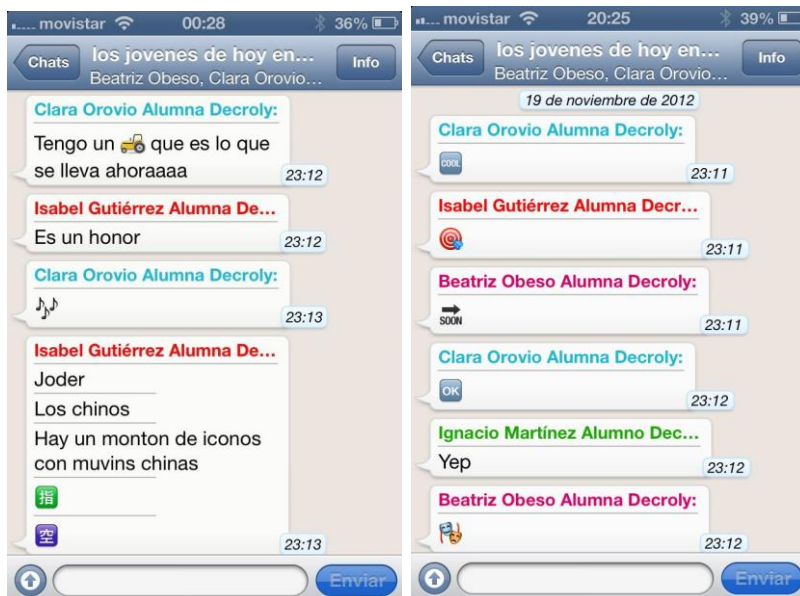 movistar 00:28 36%
Chats los jovenes de hoy en... Info
Beatriz Obeso, Clara Orovio...
Clara Orovio Alumna Decroly:
Tengo un 🚜 que es lo que
se lleva ahoraaaa 23:12
Isabel Gutiérrez Alumna De...
Es un honor 23:12
Clara Orovio Alumna Decroly:
23:13
Isabel Gutiérrez Alumna De...
Joder
Los chinos
Hay un monton de iconos
con muvins chinas
指
空 23:13
Enviar
movistar 20:25 39%
Chats los jovenes de hoy en... Info
Beatriz Obeso, Clara Orovio...
19 de noviembre de 2012
Clara Orovio Alumna Decroly:
COOL 23:11
Isabel Gutiérrez Alumna Decr...
23:11
Beatriz Obeso Alumna Decroly:
SOON 23:11
Clara Orovio Alumna Decroly:
OK 23:12
Ignacio Martínez Alumno Dec...
Yep 23:12
Beatriz Obeso Alumna Decroly:
23:12
Enviar